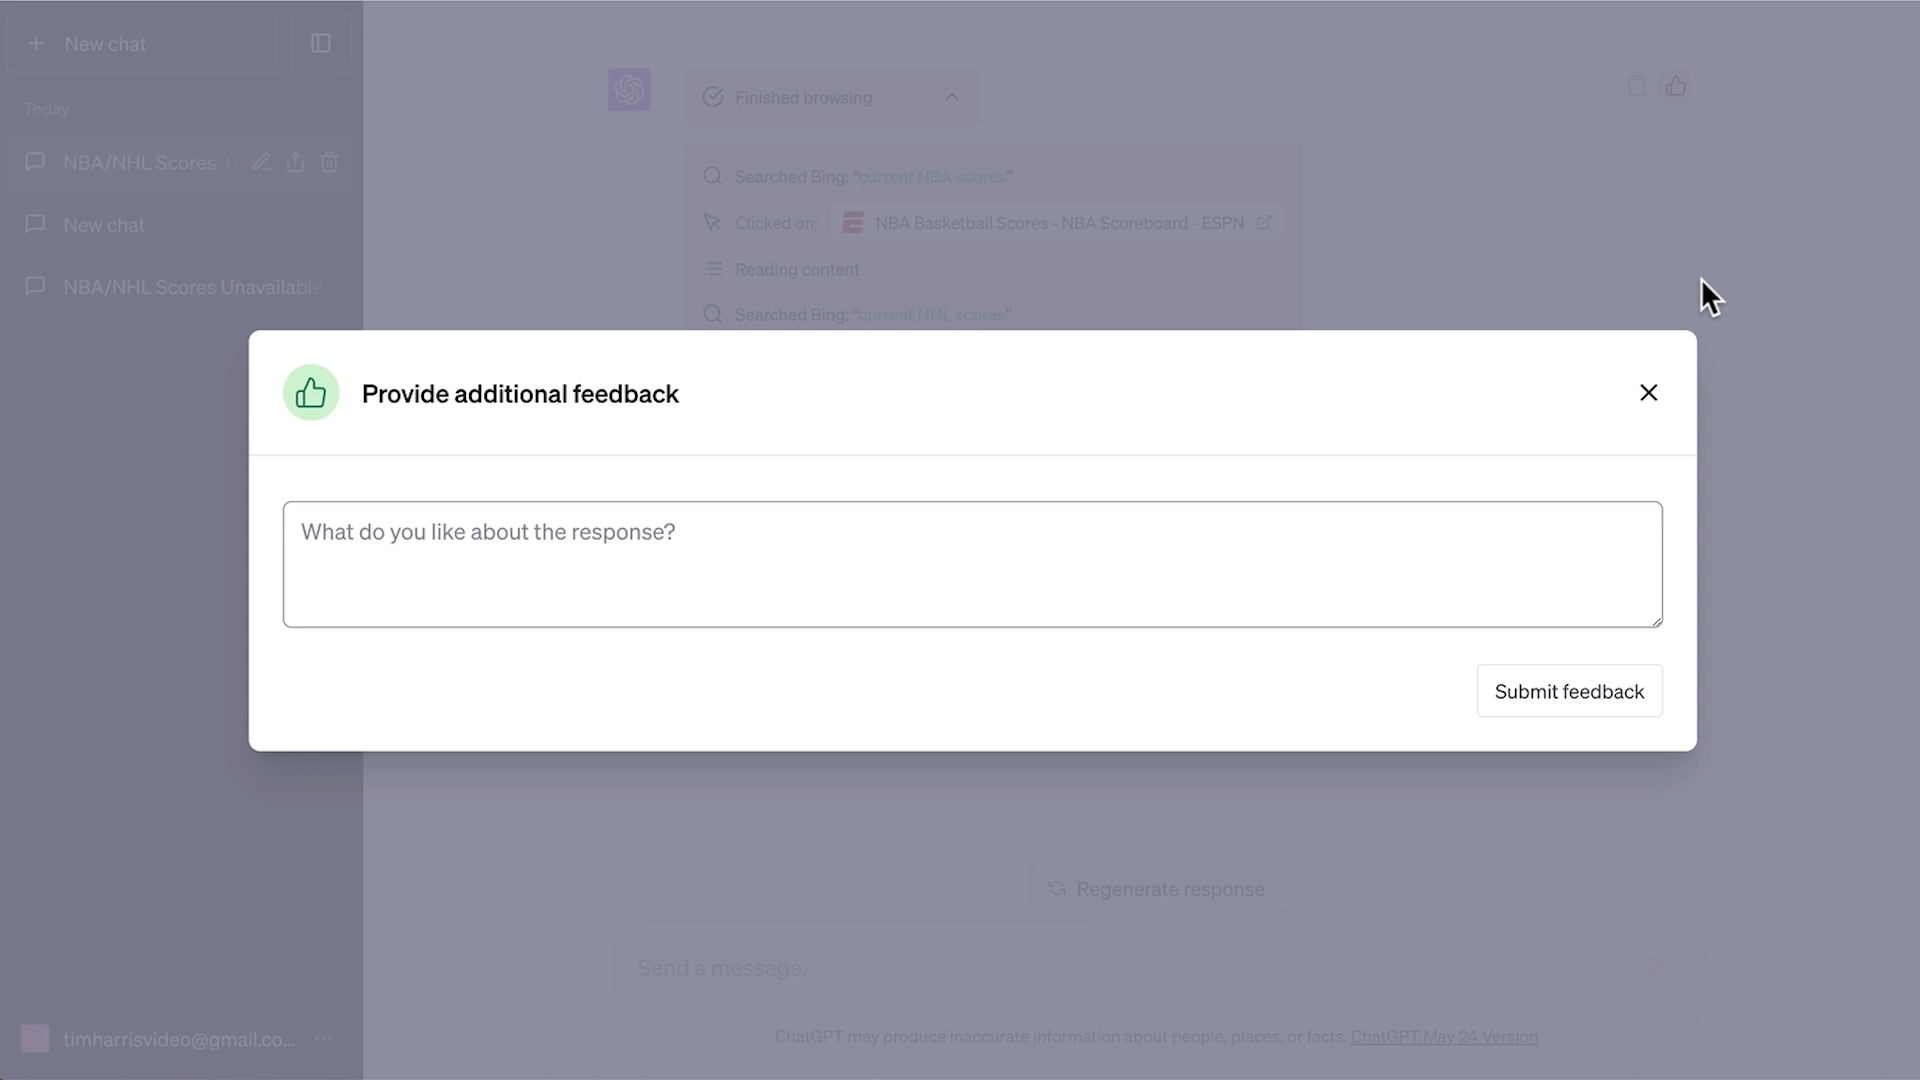 New chat
Today
NBA/NHL Scores: G
New chat
NBA/NHL Scores Unavailable
timharrisvideo@gmail.co...
Finished browsing
Searched Bing: “current NBA scores”
Clicked on: NBA Basketball Scores - NBA Scoreboard - ESPN
Reading content
Searched Bing: “current NHL scores”
Provide additional feedback
What do you like about the response?
Submit feedback
Regenerate response
Send a message.
ChatGPT may produce inaccurate information about people, places, or facts. ChatGPT May 24 Version